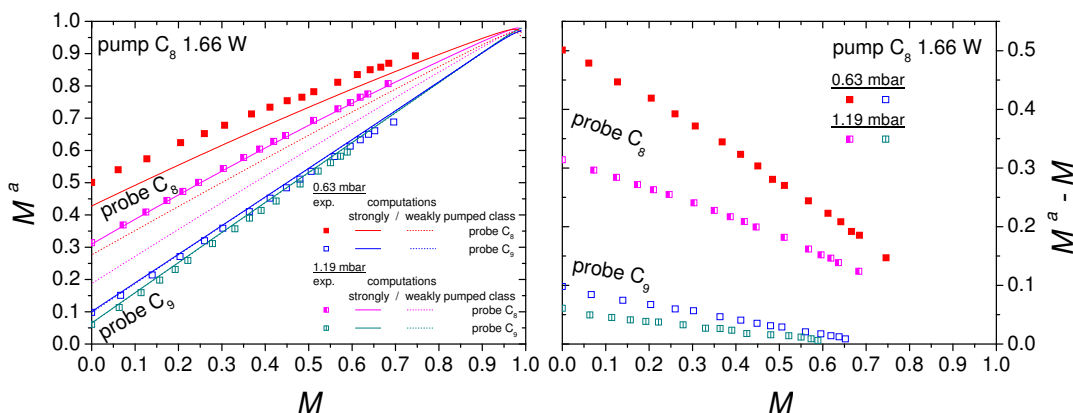 pump C8 1.66 W
1.0
0.9
0.8
0.7
0.6
0.5
0.4
0.3
0.2
0.1
0.0
M a
probe C8
probe C9
0.63 mbar
exp. computations
strongly / weakly pumped class
probe C8
probe C9
1.19 mbar
exp. computations
strongly / weakly pumped class
probe C8
probe C9
0.0 0.1 0.2 0.3 0.4 0.5 0.6 0.7 0.8 0.9 1.0
M
pump C8 1.66 W
0.63 mbar
1.19 mbar
probe C8
probe C9
0.5
0.4
0.3
0.2
0.1
0.0
M a - M
0.0 0.1 0.2 0.3 0.4 0.5 0.6 0.7 0.8 0.9 1.0
M